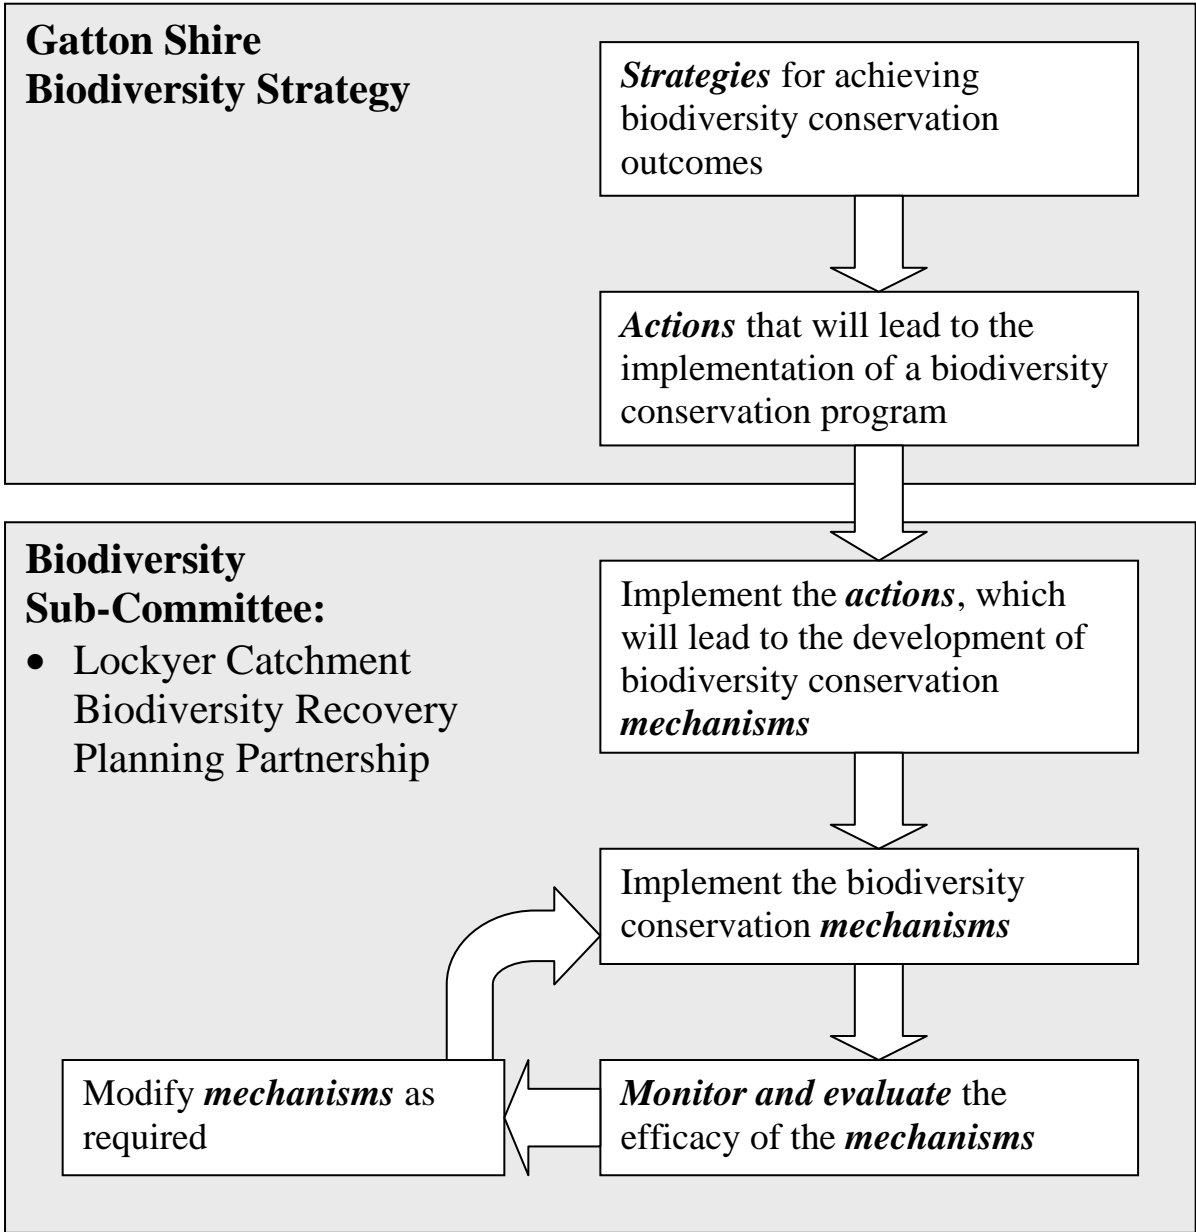 Gatton Shire
Biodiversity Strategy
Strategies for achieving
biodiversity conservation
outcomes
Actions that will lead to the
implementation of a biodiversity
conservation program
Biodiversity
Sub-Committee:
• Lockyer Catchment
Biodiversity Recovery
Planning Partnership
Implement the actions, which
will lead to the development of
biodiversity conservation
mechanisms
Implement the biodiversity
conservation mechanisms
Monitor and evaluate the
efficacy of the mechanisms
Modify mechanisms as
required